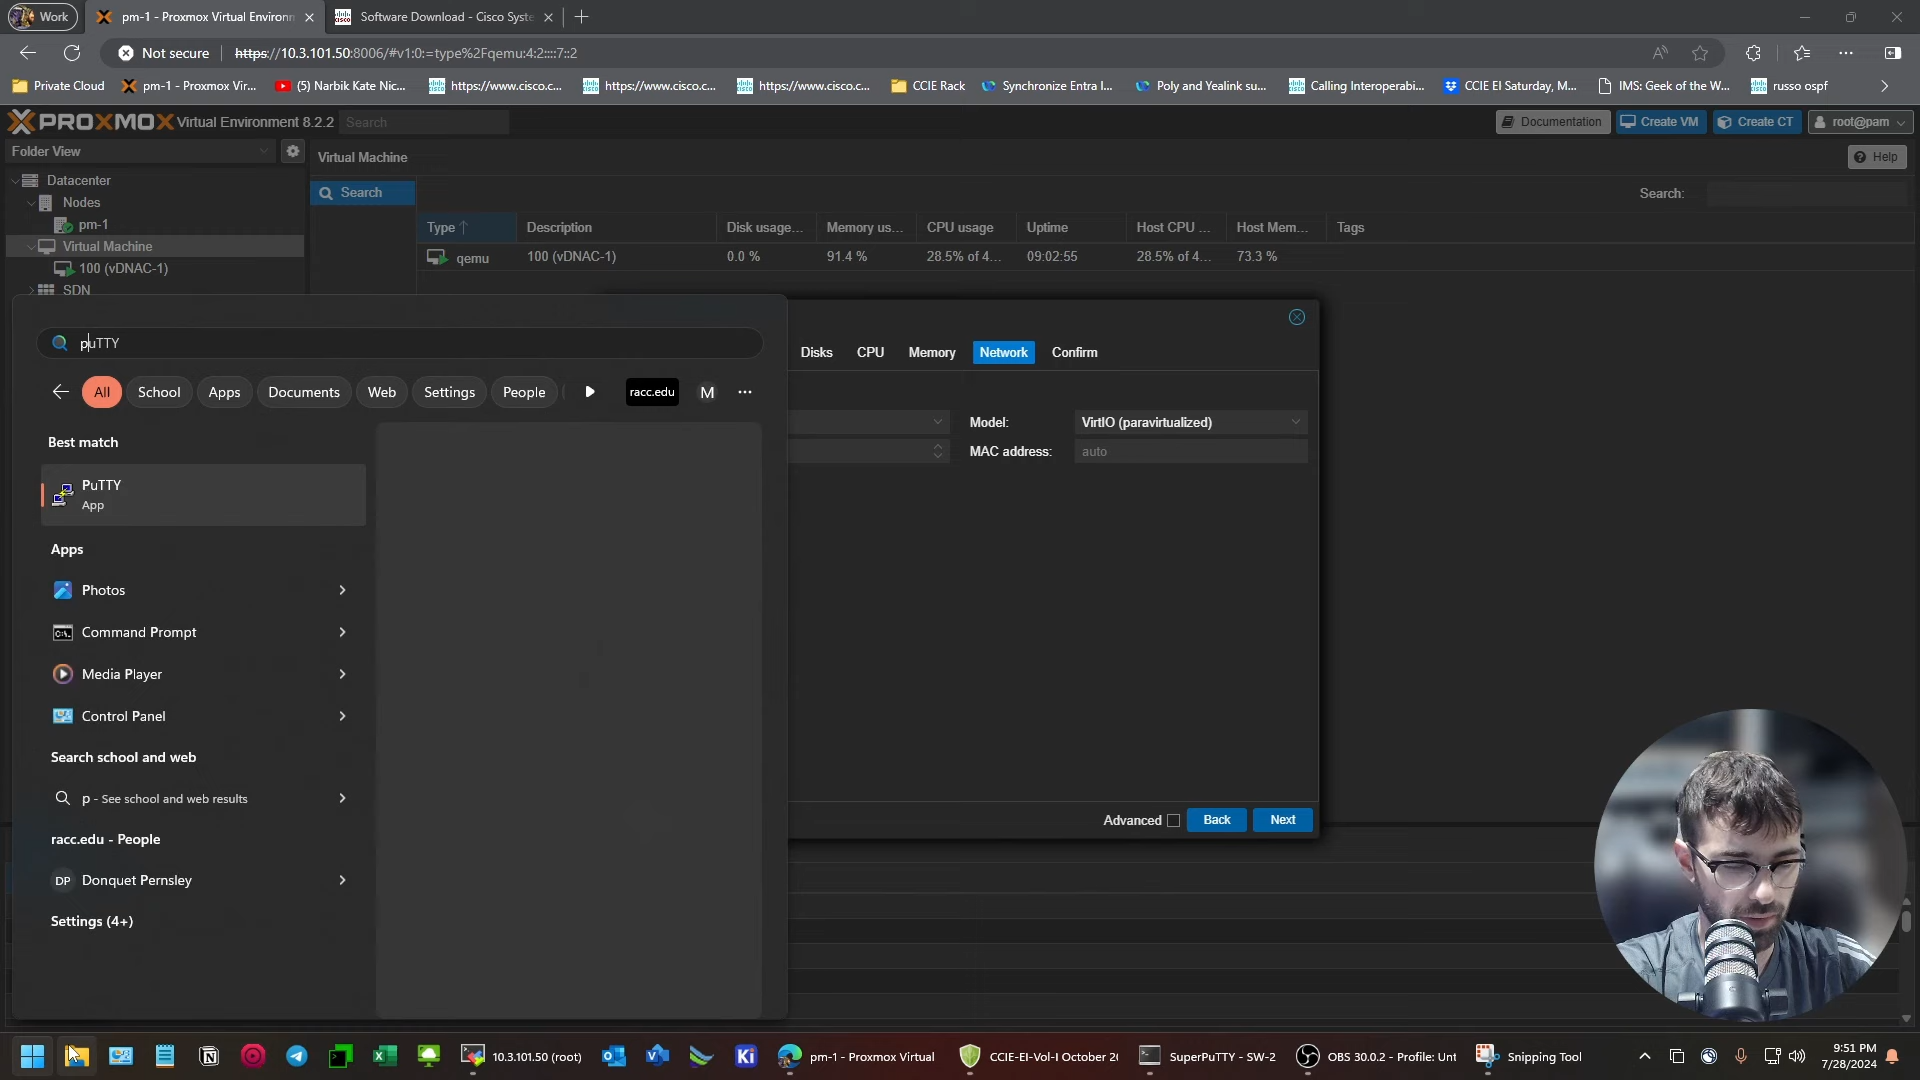 Work
pm-1 - Proxmox Virtual Environm
Software Download - Cisco Syste
Not secure
https://10.3.101.50:8006/#v1:0:=type%2Fqemu:4:2::::7::2
Private Cloud
pm-1 - Proxmox Vir...
(5) Narbik Kate Nic...
https://www.cisco.c...
https://www.cisco.c...
https://www.cisco.c...
CCIE Rack
Synchronize Entra I...
Poly and Yealink su...
Calling Interoperabi...
CCIE EI Saturday, M...
IMS: Geek of the W...
russo ospf
PROXMOX Virtual Environment 8.2.2
Search
Documentation
Create VM
Create CT
root@pam
Folder View
Virtual Machine
Help
Datacenter
Nodes
pm-1
Virtual Machine
100 (vDNAC-1)
SDN
Search
Search:
Type
Description
Disk usage...
Memory us...
CPU usage
Uptime
Host CPU ...
Host Mem...
Tags
qemu
100 (vDNAC-1)
0.0 %
91.4 %
28.5% of 4...
09:02:55
28.5% of 4...
73.3 %
puTTY
All
School
Apps
Documents
Web
Settings
People
racc.edu
M
Best match
PuTTY
App
Apps
Photos
Command Prompt
Media Player
Control Panel
Search school and web
p - See school and web results
racc.edu - People
DP
Donquet Pernsley
Settings (4+)
Disks
CPU
Memory
Network
Confirm
Model:
VirtIO (paravirtualized)
MAC address:
auto
Advanced
Back
Next
10.3.101.50 (root)
Ki
pm-1 - Proxmox Virtual
CCIE-EI-Vol-I October 2
SuperPuTTY - SW-2
OBS 30.0.2 - Profile: Unt
Snipping Tool
9:51 PM
7/28/2024